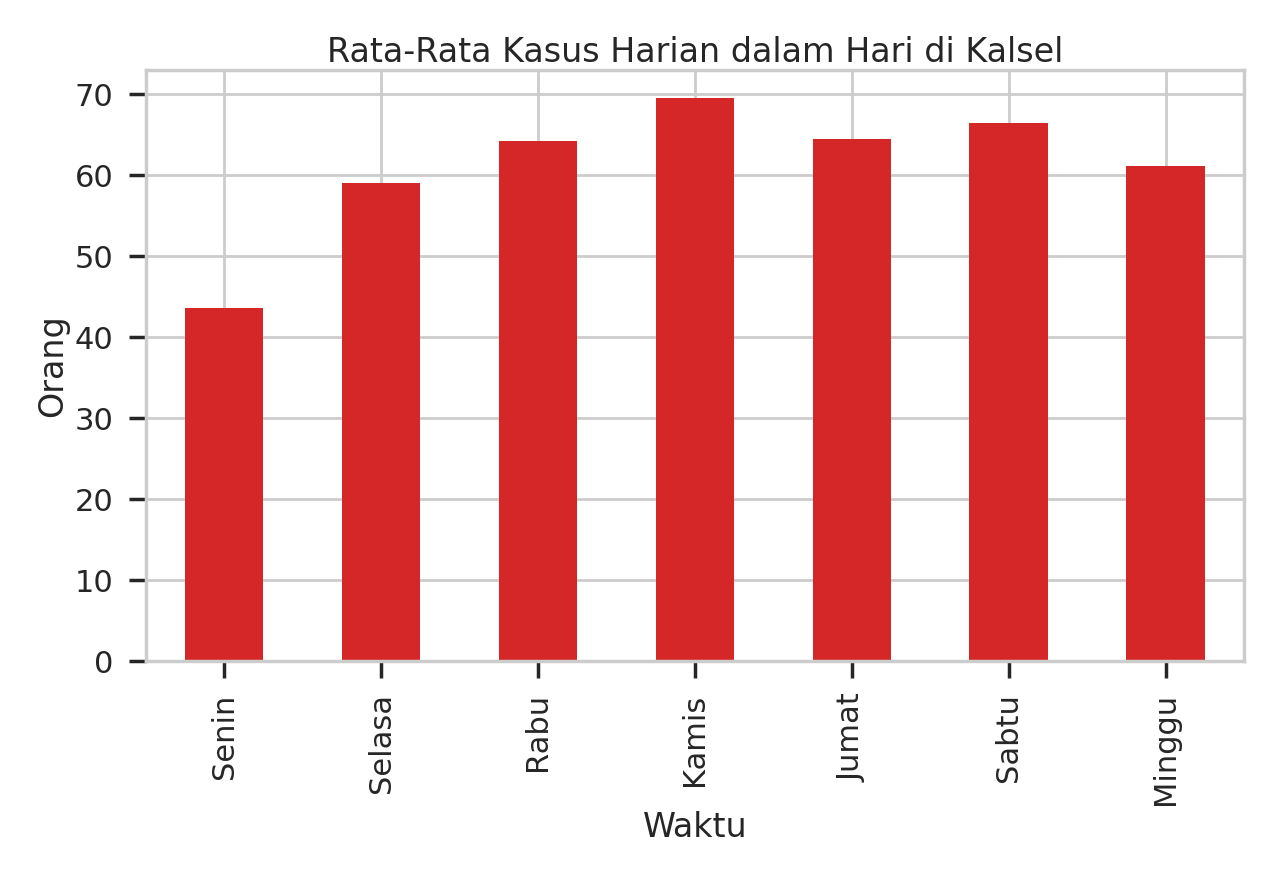 Rata-Rata Kasus Harian dalam Hari di Kalsel
Orang
70
60
50
40
30
20
10
0
Senin
Selasa
Rabu
Kamis
Jumat
Sabtu
Minggu
Waktu